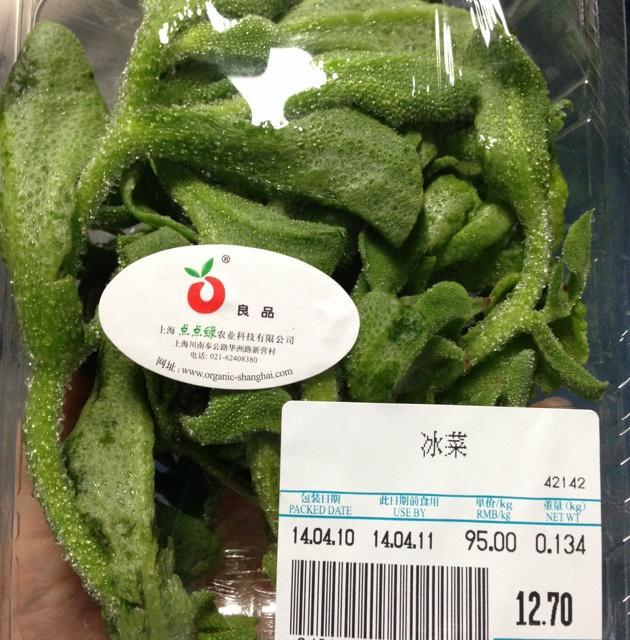 ®
良品
上海 点点绿 农业科技有限公司
上海川南奉公路华洲路新营村
电话: 021-62408380
网址: www.organic-shanghai.com
冰菜
42142
包装日期 此日期前食用 单价/kg 重量(kg)
PACKED DATE USE BY RMB/kg NET WT
14.04.10 14.04.11 95.00 0.134
12.70